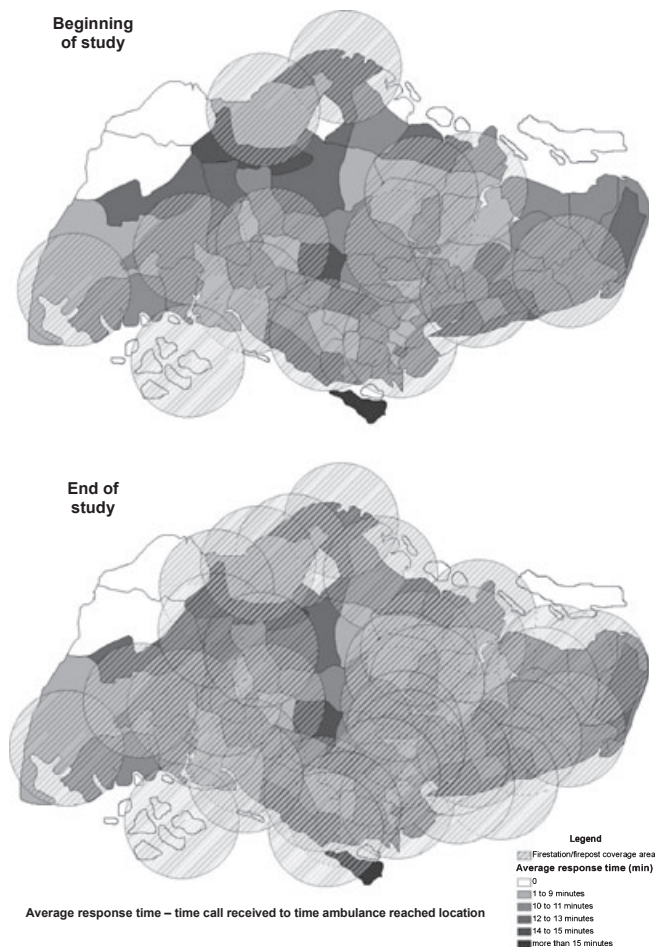 Beginning
of study
End of
study
Legend
Firestation/firepost coverage area
Average response time (min)
0
1 to 9 minutes
10 to 11 minutes
12 to 13 minutes
14 to 15 minutes
more than 15 minutes
Average response time – time call received to time ambulance reached location